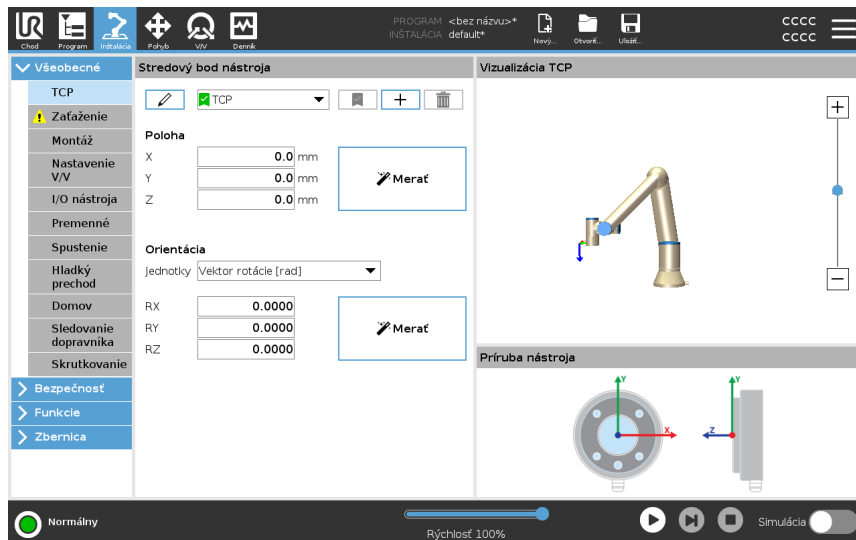 PROGRAM <bez názvu>*
INŠTALÁCIA default*
CCCC
CCCC
Chod
Program
Inštalácia
Pohyb
V/V
Denník
Nový...
Otvoriť...
Uložiť...
Všeobecné
TCP
Zaťaženie
Montáž
Nastavenie
V/V
I/O nástroja
Premenné
Spustenie
Hladký
prechod
Domov
Sledovanie
dopravníka
Skrutkovanie
Bezpečnosť
Funkcie
Zbernica
Stredový bod nástroja
TCP
Poloha
X 0.0 mm
Y 0.0 mm
Z 0.0 mm
Merať
Orientácia
Jednotky Vektor rotácie [rad]
RX 0.0000
RY 0.0000
RZ 0.0000
Merať
Vizualizácia TCP
Príruba nástroja
Y
X
Y
Z
Normálny
Rýchlosť 100%
Simulácia